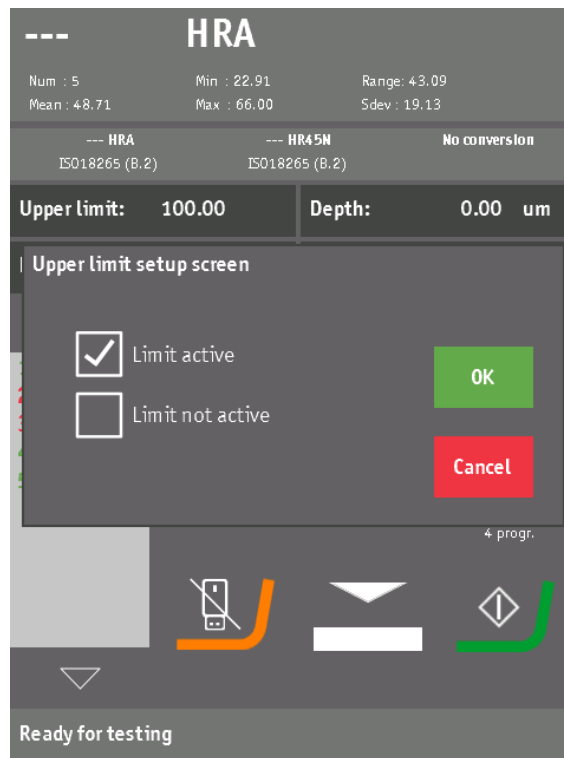 --- HRA
Num : 5 Min : 22.91 Range: 43.09
Mean : 48.71 Max : 66.00 Sdev : 19.13
--- HRA --- HR45N No conversion
ISO18265 (B.2) ISO18265 (B.2)
Upper limit: 100.00 Depth: 0.00 um
Upper limit setup screen
Limit active
OK
Limit not active
Cancel
4 progr.
Ready for testing